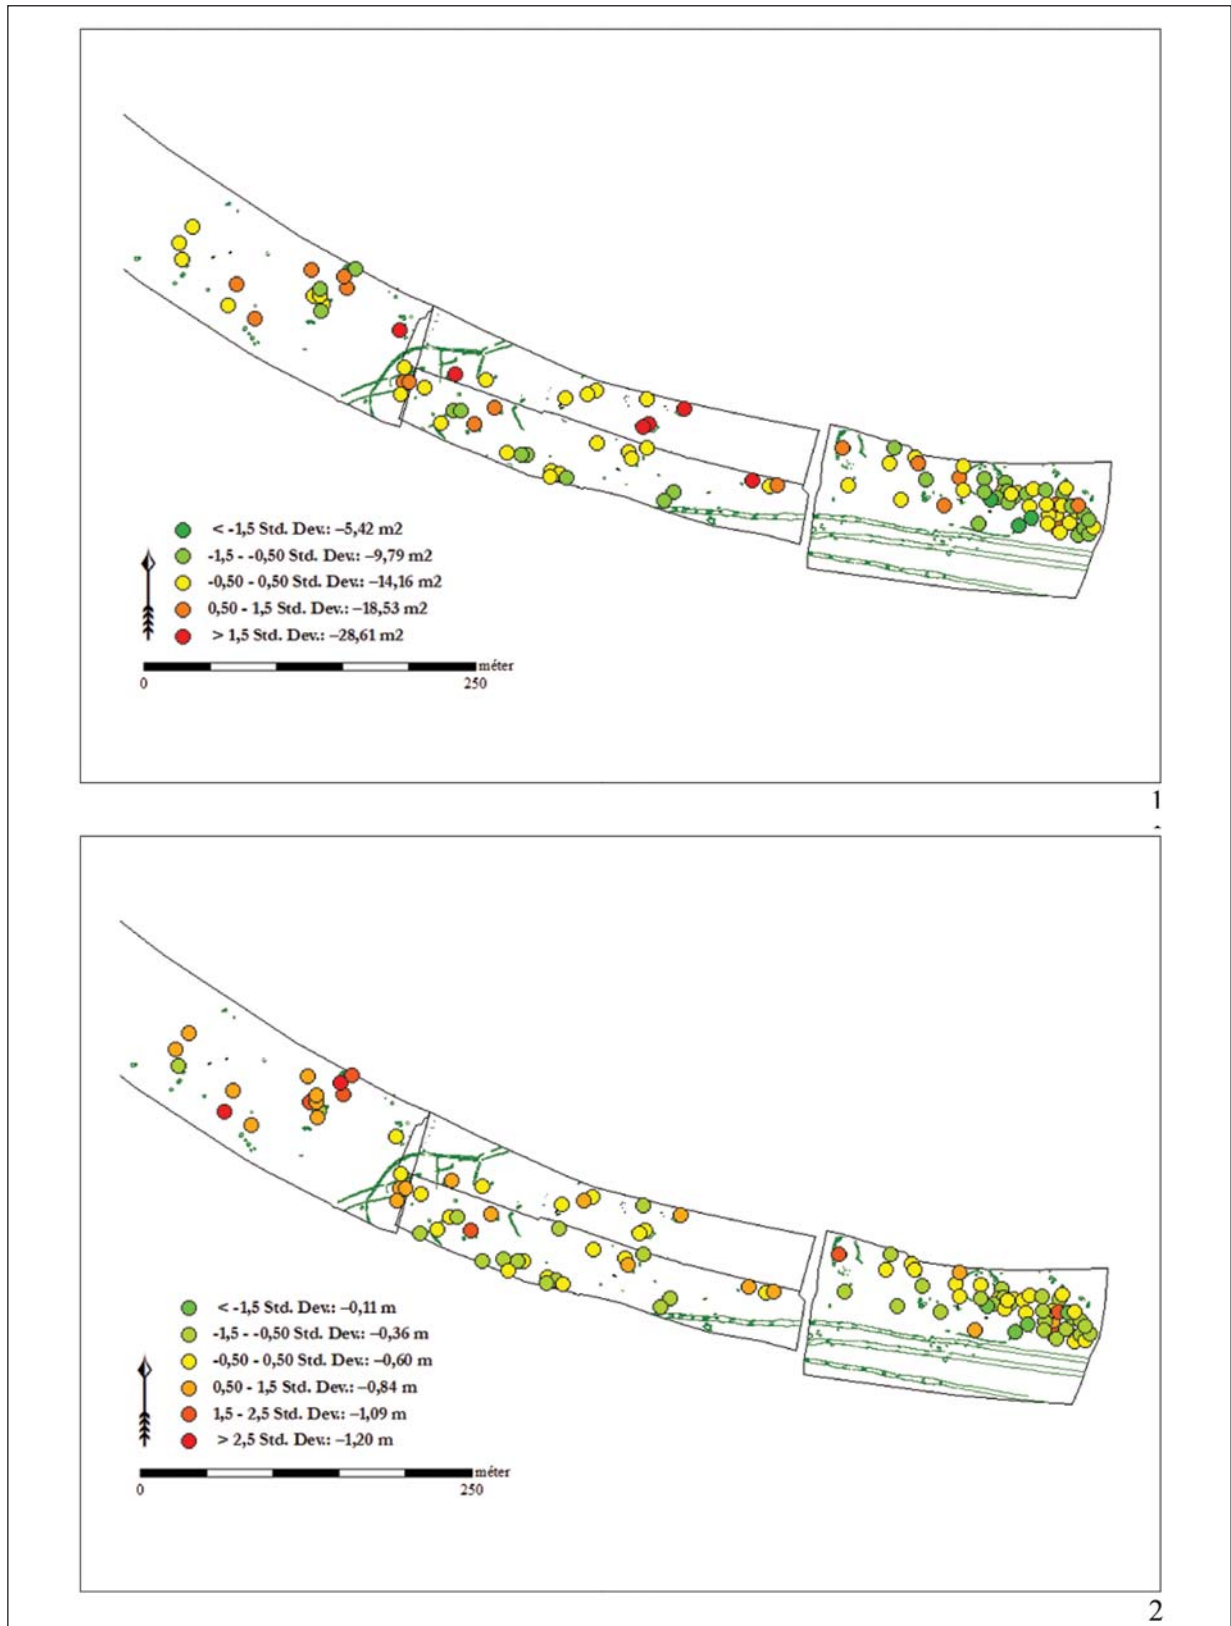 < -1,5 Std. Dev.: –5,42 m2
-1,5 - -0,50 Std. Dev.: –9,79 m2
-0,50 - 0,50 Std. Dev.: –14,16 m2
0,50 - 1,5 Std. Dev.: –18,53 m2
> 1,5 Std. Dev.: –28,61 m2
méter
0 250
1
< -1,5 Std. Dev.: –0,11 m
-1,5 - -0,50 Std. Dev.: –0,36 m
-0,50 - 0,50 Std. Dev.: –0,60 m
0,50 - 1,5 Std. Dev.: –0,84 m
1,5 - 2,5 Std. Dev.: –1,09 m
> 2,5 Std. Dev.: –1,20 m
méter
0 250
2